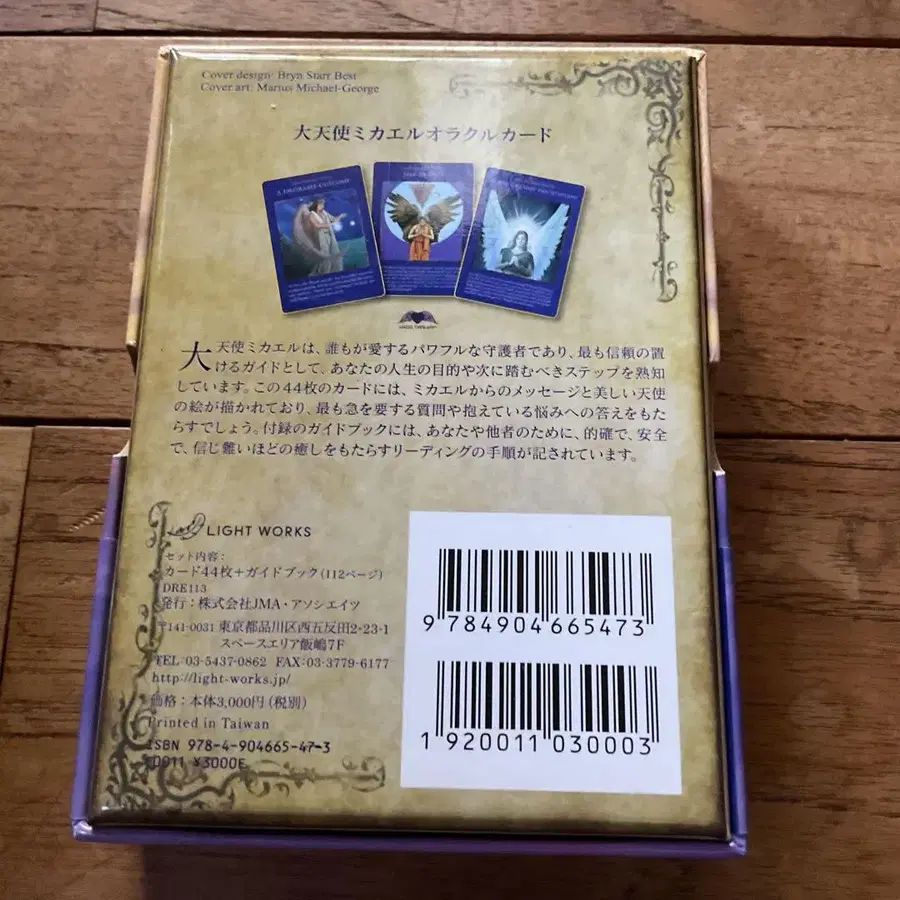 Cover design: Bryn Starr Best
Cover art: Marius Michael-George
大天使ミカエルオラクルカード
A FAVORABLE OUTCOME
大天使ミカエルは、誰もが愛するパワフルな守護者であり、最も信頼の置
けるガイドとして、あなたの人生の目的や次に踏むべきステップを熟知
しています。この44枚のカードには、ミカエルからのメッセージと美しい天使
の絵が描かれており、最も急を要する質問や抱えている悩みへの答えをもた
らすでしょう。付録のガイドブックには、あなたや他者のために、的確で、安全
で、信じ難いほどの癒しをもたらすリーディングの手順が記されています。
LIGHT WORKS
セット内容：
カード44枚+ガイドブック(112ページ)
DRE113
発行：株式会社JMA・アソシエイツ
〒141-0031 東京都品川区西五反田2-23-1
スペースエリア飯嶋7F
TEL:03-5437-0862 FAX:03-3779-6177
http://light-works.jp/
価格：本体3,000円(税別)
Printed in Taiwan
ISBN 978-4-904665-47-3
C0011 ¥3000E
9 784904 665473
1 920011 030003